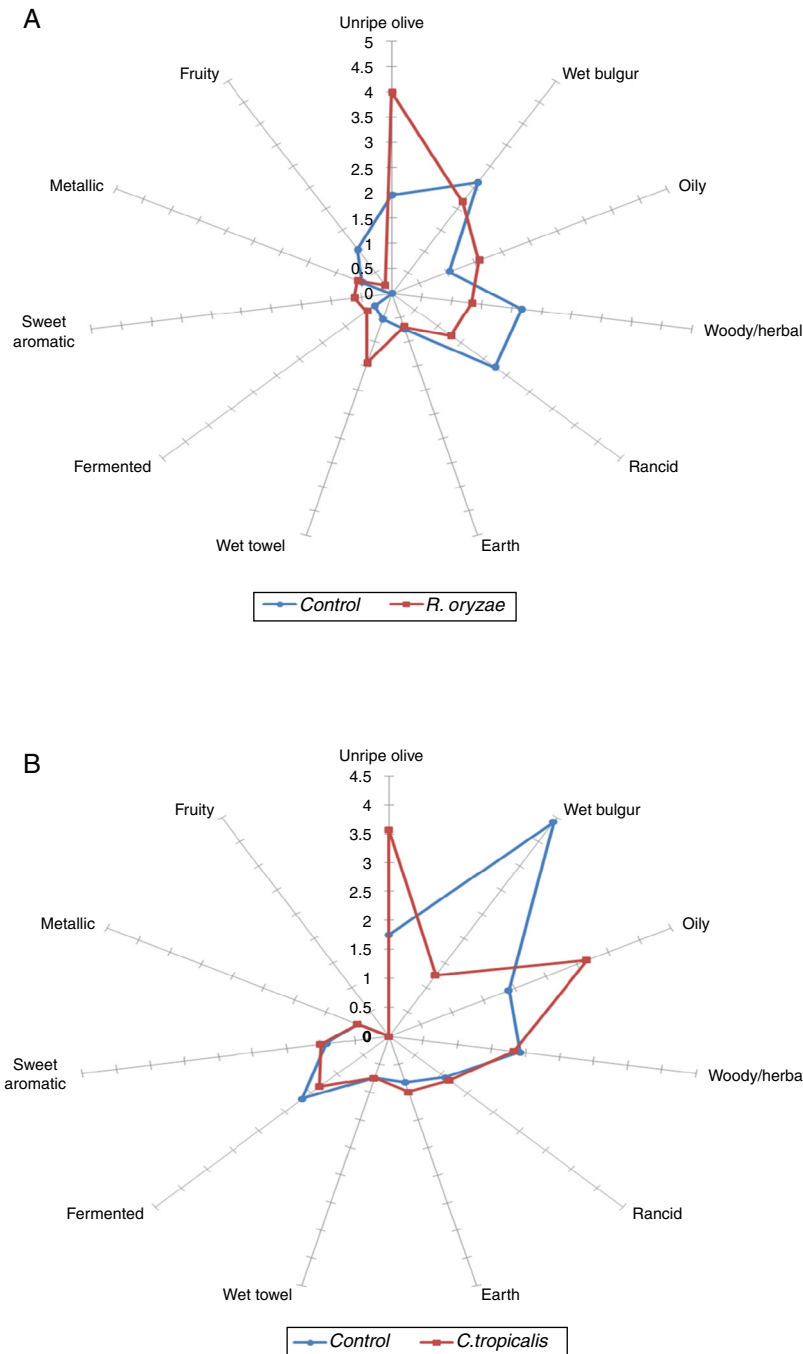 A
Unripe olive
5
4.5
4
3.5
3
2.5
2
1.5
1
0.5
0
Fruity
Wet bulgur
Metallic
Oily
Sweet
aromatic
Woody/herbal
Fermented
Rancid
Wet towel
Earth
Control
R. oryzae
B
Unripe olive
4.5
4
3.5
3
2.5
2
1.5
1
0.5
0
Fruity
Wet bulgur
Metallic
Oily
Sweet
aromatic
Woody/herba
Fermented
Rancid
Wet towel
Earth
Control
C.tropicalis